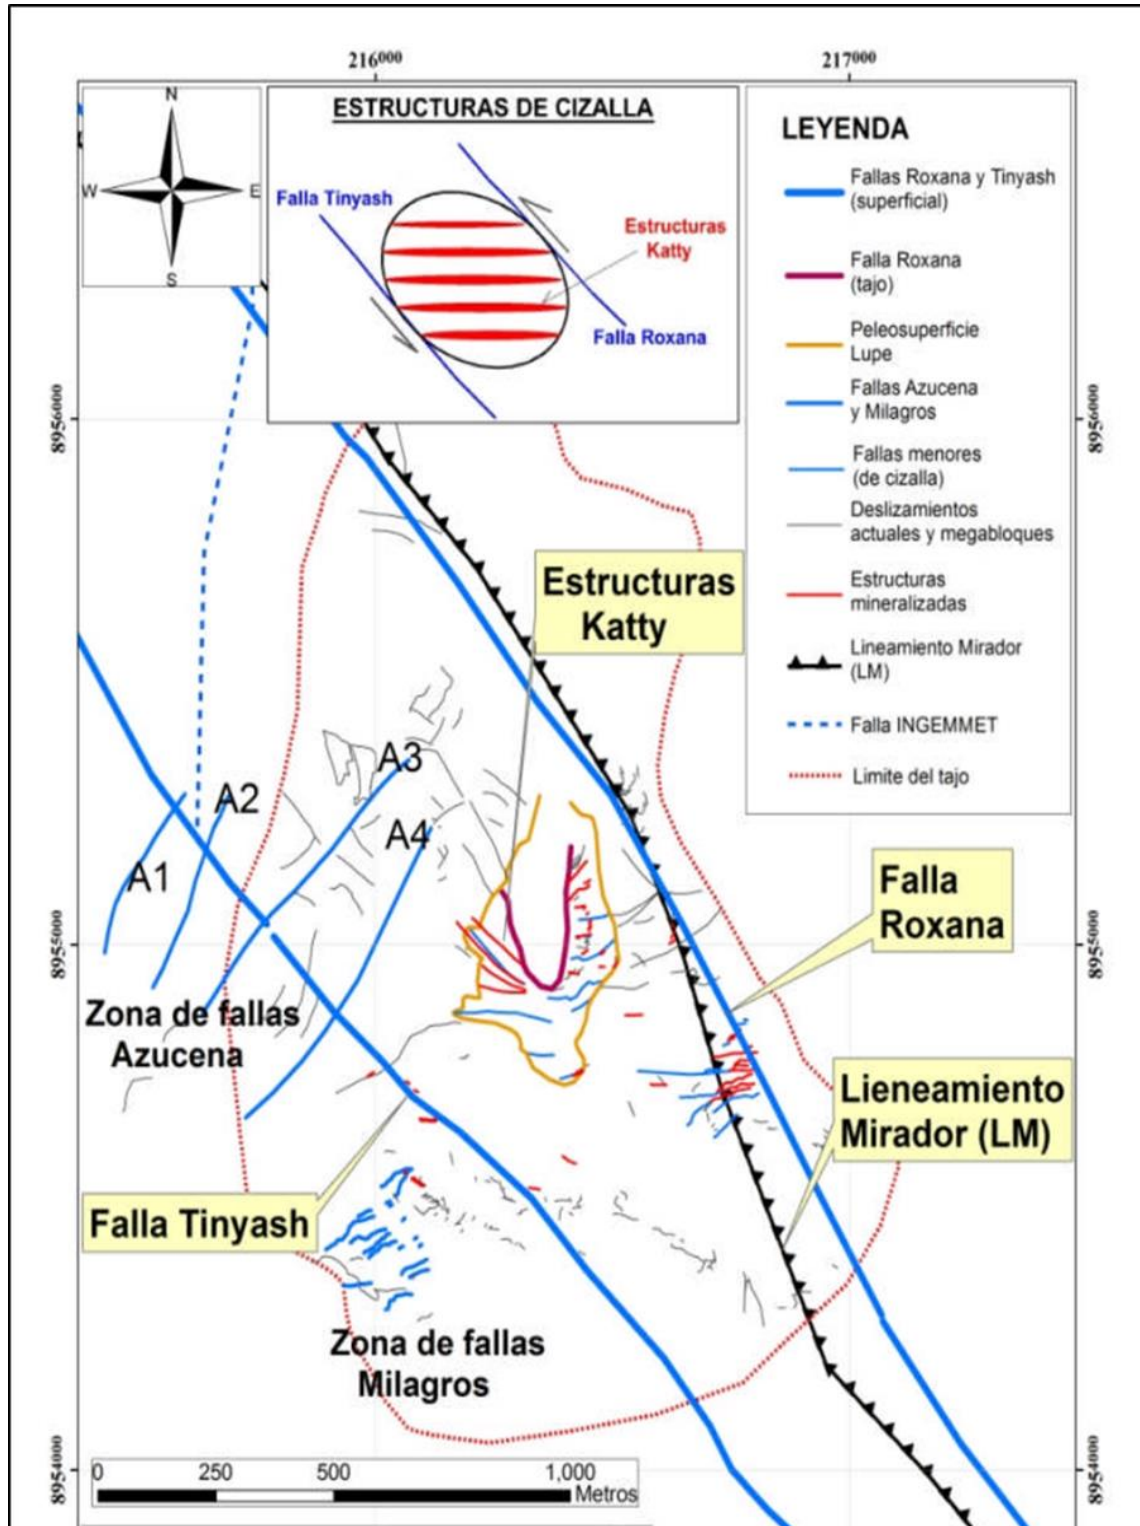 216000
217000
N
W
E
S
ESTRUCTURAS DE CIZALLA
Falla Tinyash
Estructuras
Katty
Falla Roxana
LEYENDA
Fallas Roxana y Tinyash
(superficial)
Falla Roxana
(tajo)
Peleosuperficie
Lupe
Fallas Azucena
y Milagros
Fallas menores
(de cizalla)
Deslizamientos
actuales y megabloques
Estructuras
mineralizadas
Lineamiento Mirador
(LM)
Falla INGEMMET
Limite del tajo
8956000
8956000
Estructuras
Katty
A3
A2
A4
A1
Falla
Roxana
8955000
8955000
Zona de fallas
Azucena
Lieneamiento
Mirador (LM)
Falla Tinyash
Zona de fallas
Milagros
8954000
8954000
0 250 500 1,000
Metros